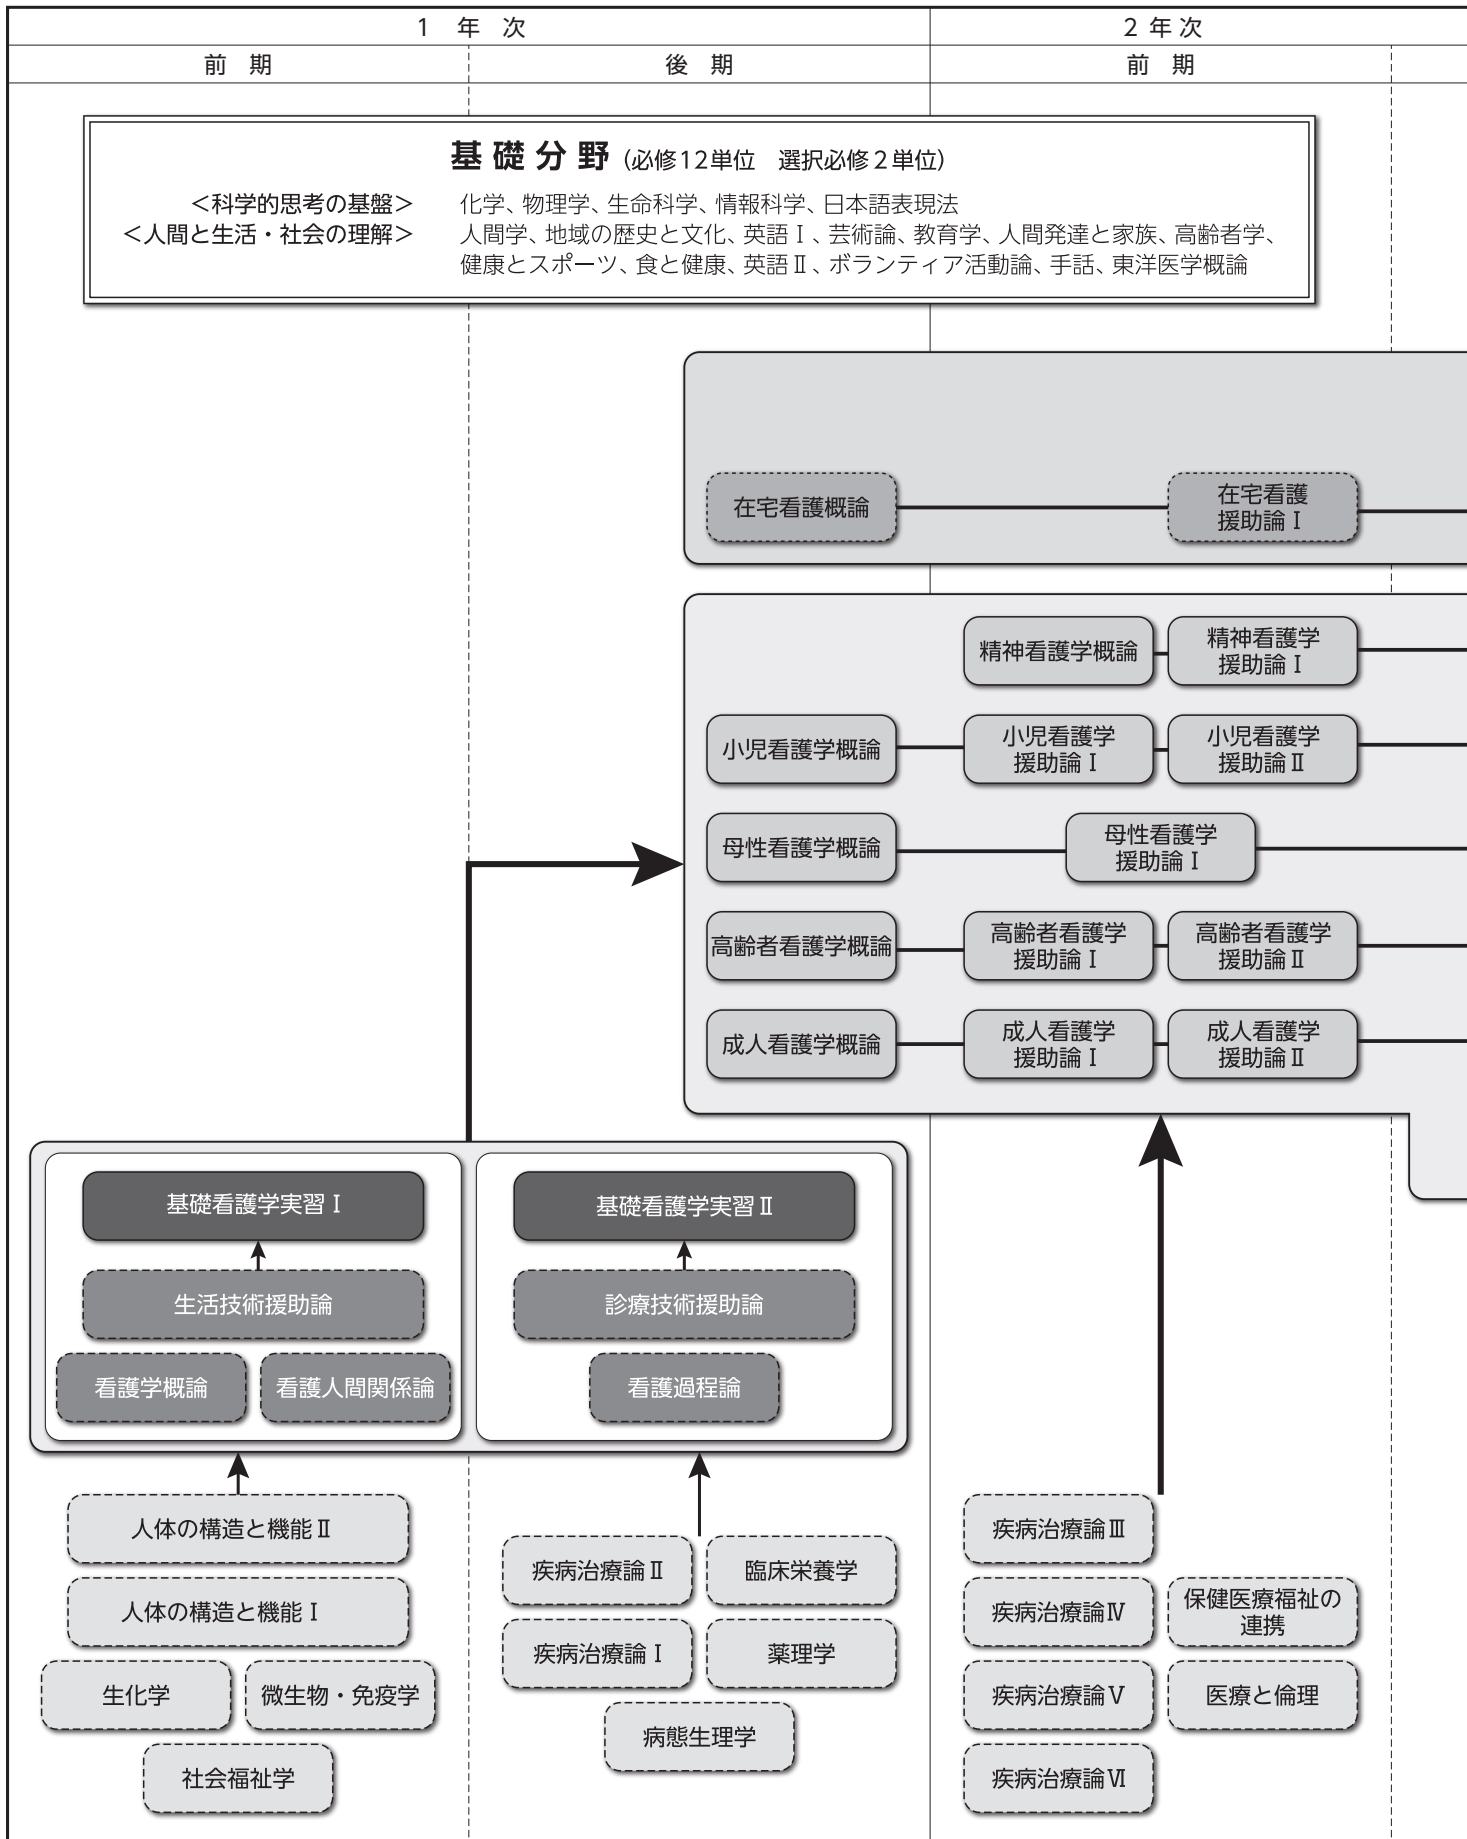 1 年 次
2 年 次
前 期
後 期
前 期
基 礎 分 野 (必修12単位 選択必修2単位)
＜科学的思考の基盤＞ 化学、物理学、生命科学、情報科学、日本語表現法
＜人間と生活・社会の理解＞ 人間学、地域の歴史と文化、英語Ⅰ、芸術論、教育学、人間発達と家族、高齢者学、
健康とスポーツ、食と健康、英語Ⅱ、ボランティア活動論、手話、東洋医学概論
在宅看護概論
在宅看護
援助論Ⅰ
精神看護学概論
精神看護学
援助論Ⅰ
小児看護学概論
小児看護学
援助論Ⅰ
小児看護学
援助論Ⅱ
母性看護学概論
母性看護学
援助論Ⅰ
高齢者看護学概論
高齢者看護学
援助論Ⅰ
高齢者看護学
援助論Ⅱ
成人看護学概論
成人看護学
援助論Ⅰ
成人看護学
援助論Ⅱ
基礎看護学実習Ⅰ
生活技術援助論
看護学概論
看護人間関係論
基礎看護学実習Ⅱ
診療技術援助論
看護過程論
人体の構造と機能Ⅱ
人体の構造と機能Ⅰ
生化学
微生物・免疫学
社会福祉学
疾病治療論Ⅱ
臨床栄養学
疾病治療論Ⅰ
薬理学
病態生理学
疾病治療論Ⅲ
疾病治療論Ⅳ
保健医療福祉の
連携
疾病治療論Ⅴ
医療と倫理
疾病治療論Ⅵ